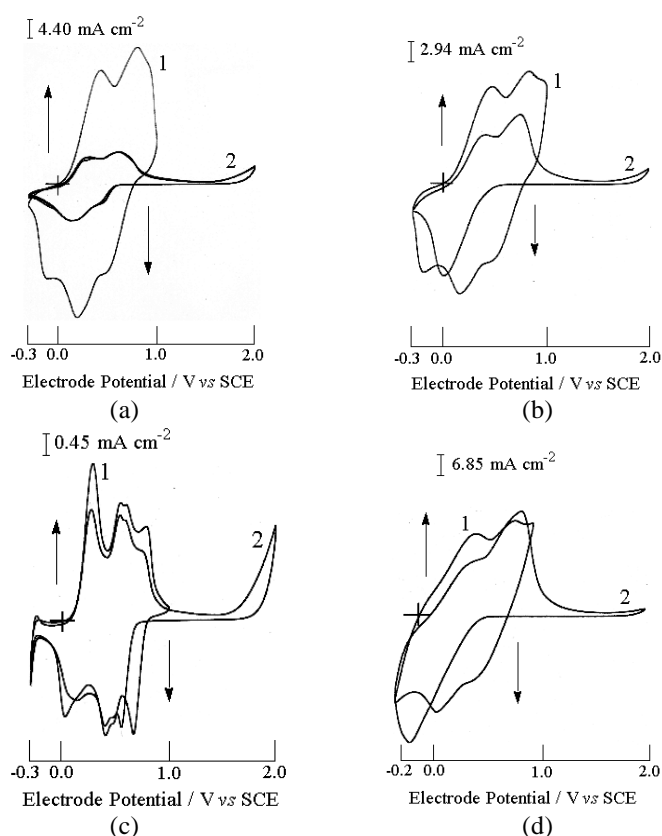 4.40 mA cm⁻²
1
2
-0.3 0.0 1.0 2.0
Electrode Potential / V vs SCE
(a)
2.94 mA cm⁻²
1
2
-0.3 0.0 1.0 2.0
Electrode Potential / V vs SCE
(b)
0.45 mA cm⁻²
1
2
-0.3 0.0 1.0 2.0
Electrode Potential / V vs SCE
(c)
6.85 mA cm⁻²
1
2
-0.2 0.0 1.0 2.0
Electrode Potential / V vs SCE
(d)